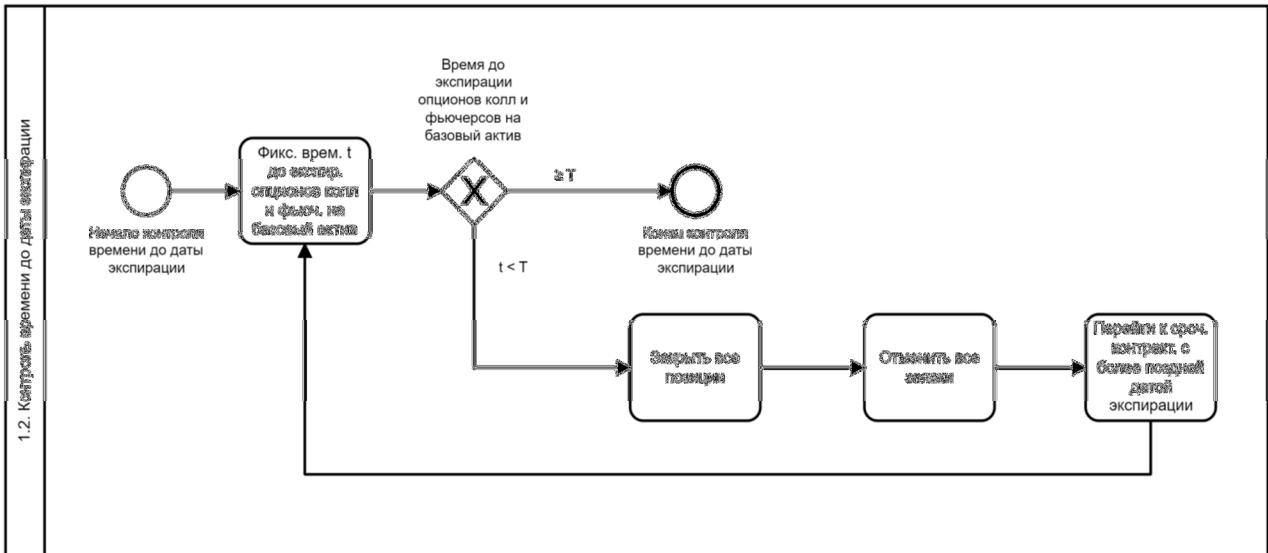 1.2. Контроль времени до даты экспирации
Время до
экспирации
опционов колл и
фьючерсов на
базовый актив
Фикс. врем. t
до экспир.
опционов колл
и фьюч. на
базовый актив
≥ T
Начало контроля
времени до даты
экспирации
Конец контроля
времени до даты
экспирации
t < T
Закрыть все
позиции
Отменить все
заявки
Перейти к сроч.
контракт. с
более поздней
датой
экспирации